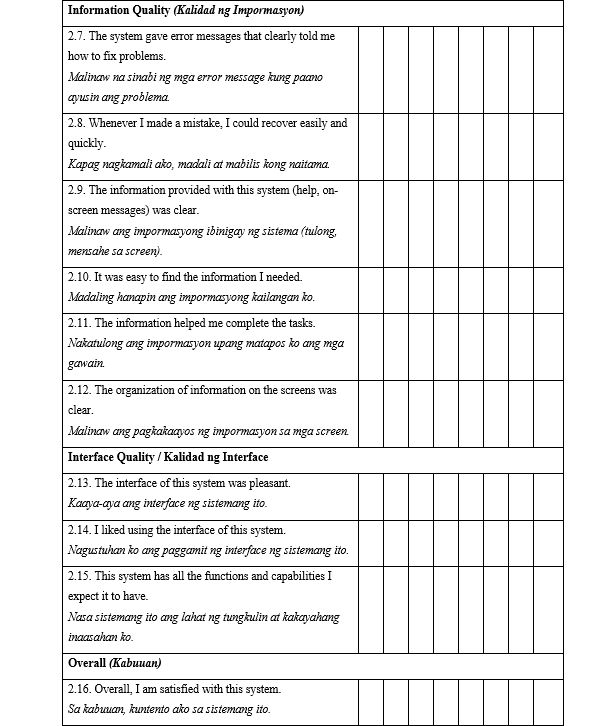 Information Quality (Kalidad ng Impormasyon)
2.7. The system gave error messages that clearly told me
how to fix problems.
Malinaw na sinabi ng mga error message kung paano
ayusin ang problema.
2.8. Whenever I made a mistake, I could recover easily and
quickly.
Kapag nagkamali ako, madali at mabilis kong naitama.
2.9. The information provided with this system (help, on-
screen messages) was clear.
Malinaw ang impormasyong ibinigay ng sistema (tulong,
mensahe sa screen).
2.10. It was easy to find the information I needed.
Madaling hanapin ang impormasyong kailangan ko.
2.11. The information helped me complete the tasks.
Nakatulong ang impormasyon upang matapos ko ang mga
gawain.
2.12. The organization of information on the screens was
clear.
Malinaw ang pagkakaayos ng impormasyon sa mga screen.
Interface Quality / Kalidad ng Interface
2.13. The interface of this system was pleasant.
Kaaya-aya ang interface ng sistemang ito.
2.14. I liked using the interface of this system.
Nagustuhan ko ang paggamit ng interface ng sistemang ito.
2.15. This system has all the functions and capabilities I
expect it to have.
Nasa sistemang ito ang lahat ng tungkulin at kakayahang
inaasahan ko.
Overall (Kabuuan)
2.16. Overall, I am satisfied with this system.
Sa kabuuan, kuntento ako sa sistemang ito.